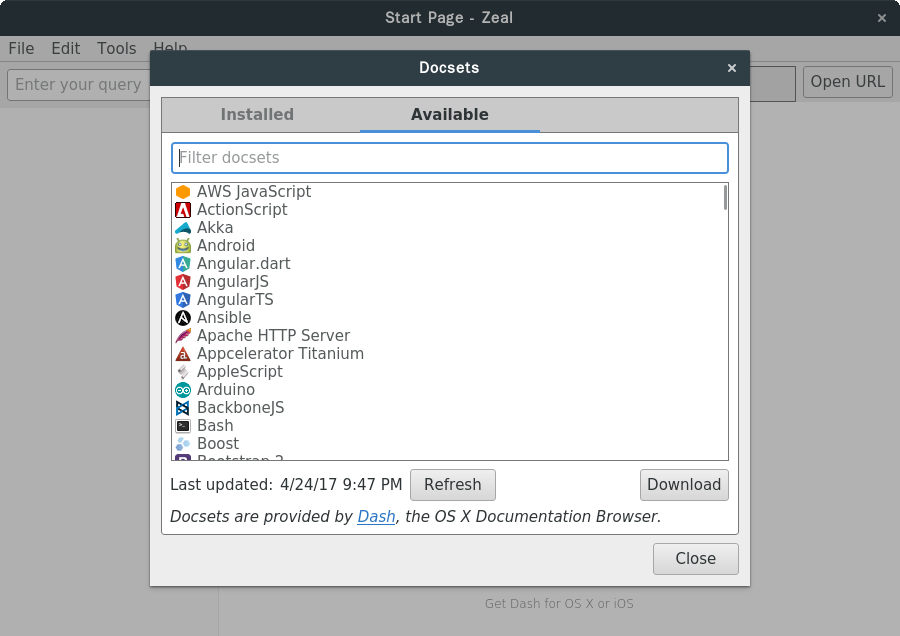 Start Page - Zeal
File Edit Tools Help
Enter your query
Open URL
Docsets
Installed Available
Filter docsets
AWS JavaScript
ActionScript
Akka
Android
Angular.dart
AngularJS
AngularTS
Ansible
Apache HTTP Server
Appcelerator Titanium
AppleScript
Arduino
BackboneJS
Bash
Boost
Bootstrap 2
Last updated: 4/24/17 9:47 PM Refresh Download
Docsets are provided by Dash, the OS X Documentation Browser.
Close
Get Dash for OS X or iOS